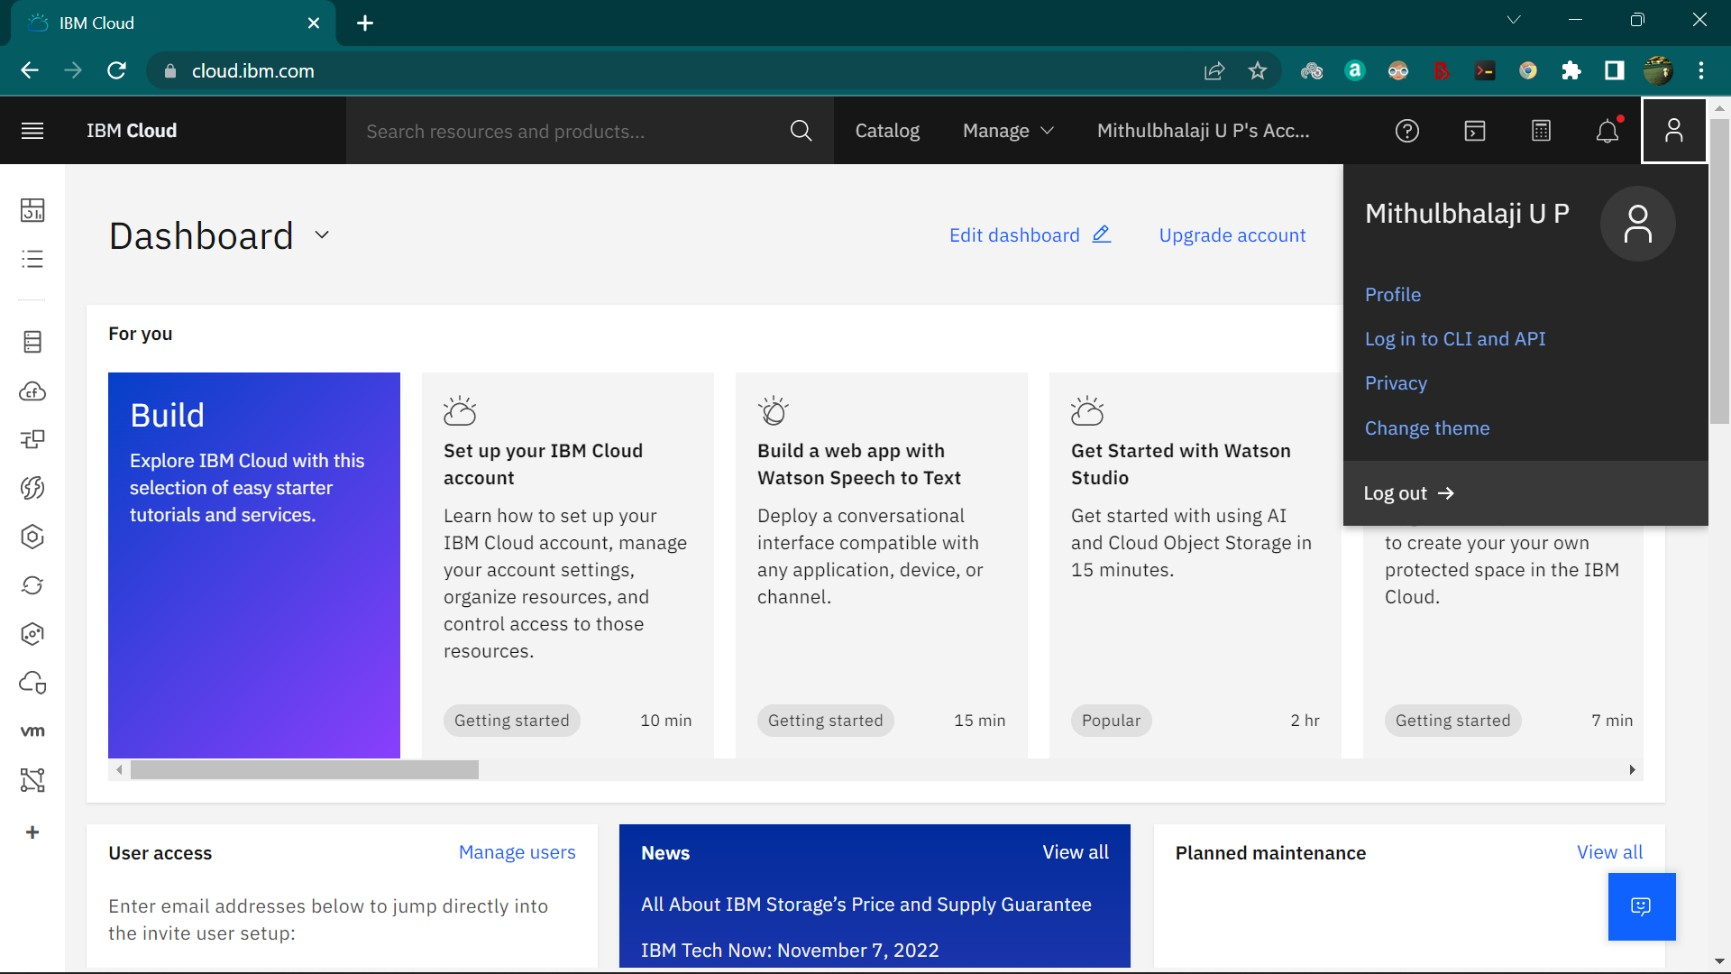 IBM Cloud
cloud.ibm.com
IBM Cloud
Search resources and products...
Catalog
Manage
Mithulbhalaji U P's Acc...
Dashboard
Edit dashboard
Upgrade account
Mithulbhalaji U P
Profile
Log in to CLI and API
Privacy
Change theme
Log out
For you
Build
Explore IBM Cloud with this
selection of easy starter
tutorials and services.
Set up your IBM Cloud
account
Learn how to set up your
IBM Cloud account, manage
your account settings,
organize resources, and
control access to those
resources.
Getting started
10 min
Build a web app with
Watson Speech to Text
Deploy a conversational
interface compatible with
any application, device, or
channel.
Getting started
15 min
Get Started with Watson
Studio
Get started with using AI
and Cloud Object Storage in
15 minutes.
Popular
2 hr
to create your your own
protected space in the IBM
Cloud.
Getting started
7 min
cf
vm
User access
Manage users
Enter email addresses below to jump directly into
the invite user setup:
News
View all
All About IBM Storage’s Price and Supply Guarantee
IBM Tech Now: November 7, 2022
Planned maintenance
View all